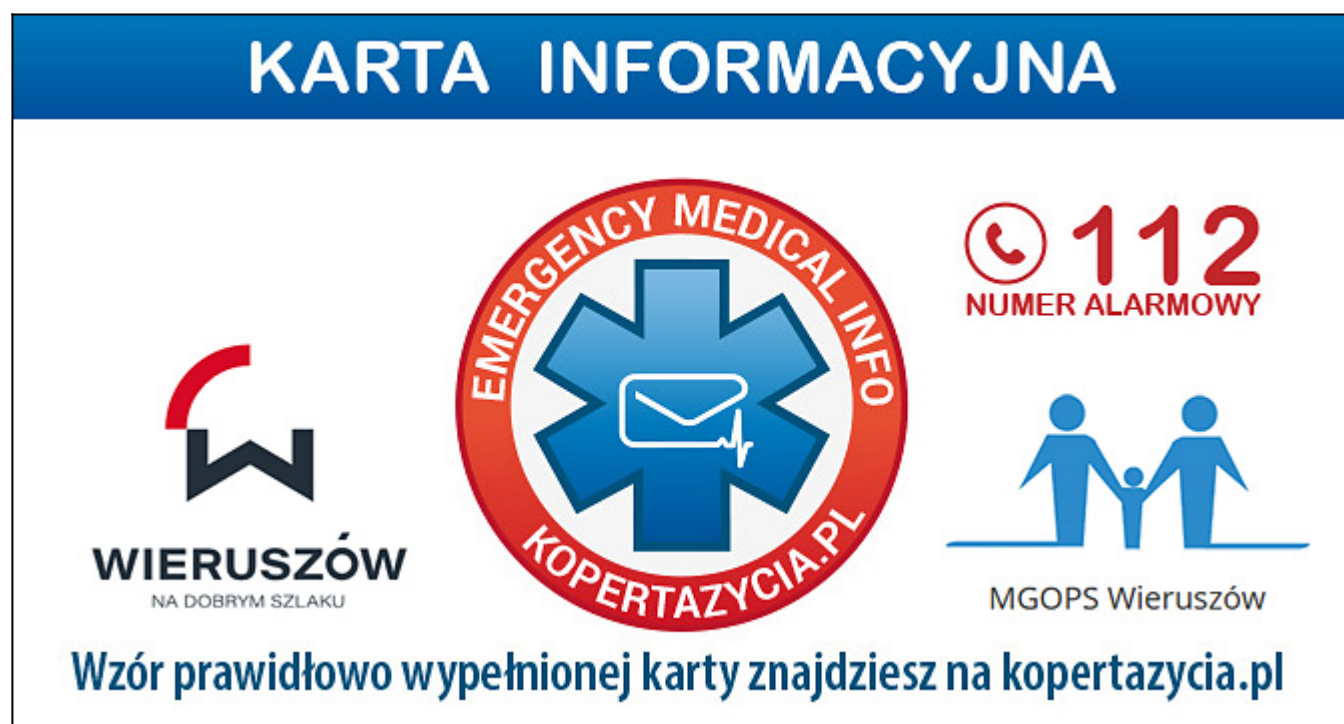 KARTA INFORMACYJNA
EMERGENCY MEDICAL INFO
KOPERTAZYCIA.PL
112
NUMER ALARMOWY
WIERUSZÓW
NA DOBRYM SZLAKU
MGOPS Wieruszów
Wzór prawidłowo wypełnionej karty znajdziesz na kopertazycia.pl